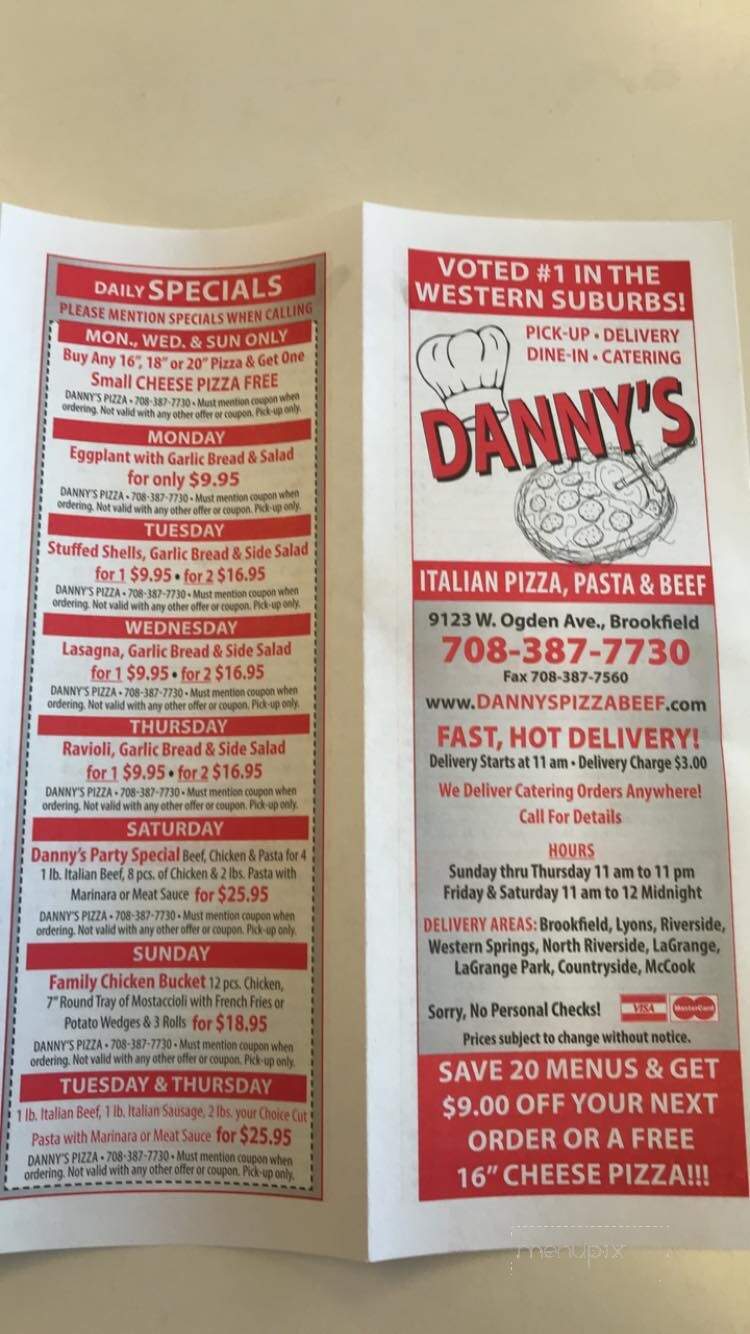 DAILY SPECIALS
PLEASE MENTION SPECIALS WHEN CALLING
MON., WED. & SUN ONLY
Buy Any 16", 18" or 20" Pizza & Get One
Small CHEESE PIZZA FREE
DANNY'S PIZZA • 708-387-7730 • Must mention coupon when
ordering. Not valid with any other offer or coupon. Pick-up only.
MONDAY
Eggplant with Garlic Bread & Salad
for only $9.95
DANNY'S PIZZA • 708-387-7730 • Must mention coupon when
ordering. Not valid with any other offer or coupon. Pick-up only.
TUESDAY
Stuffed Shells, Garlic Bread & Side Salad
for 1 $9.95 • for 2 $16.95
DANNY'S PIZZA • 708-387-7730 • Must mention coupon when
ordering. Not valid with any other offer or coupon. Pick-up only.
WEDNESDAY
Lasagna, Garlic Bread & Side Salad
for 1 $9.95 • for 2 $16.95
DANNY'S PIZZA • 708-387-7730 • Must mention coupon when
ordering. Not valid with any other offer or coupon. Pick-up only.
THURSDAY
Ravioli, Garlic Bread & Side Salad
for 1 $9.95 • for 2 $16.95
DANNY'S PIZZA • 708-387-7730 • Must mention coupon when
ordering. Not valid with any other offer or coupon. Pick-up only.
SATURDAY
Danny's Party Special Beef, Chicken & Pasta for 4
1 lb. Italian Beef, 8 pcs. of Chicken & 2 lbs. Pasta with
Marinara or Meat Sauce for $25.95
DANNY'S PIZZA • 708-387-7730 • Must mention coupon when
ordering. Not valid with any other offer or coupon. Pick-up only.
SUNDAY
Family Chicken Bucket 12 pcs. Chicken,
7" Round Tray of Mostaccioli with French Fries or
Potato Wedges & 3 Rolls for $18.95
DANNY'S PIZZA • 708-387-7730 • Must mention coupon when
ordering. Not valid with any other offer or coupon. Pick-up only.
TUESDAY & THURSDAY
1 lb. Italian Beef, 1 lb. Italian Sausage, 2 lbs. your Choice Cut
Pasta with Marinara or Meat Sauce for $25.95
DANNY'S PIZZA • 708-387-7730 • Must mention coupon when
ordering. Not valid with any other offer or coupon. Pick-up only.
VOTED #1 IN THE
WESTERN SUBURBS!
PICK-UP • DELIVERY
DINE-IN • CATERING
DANNY'S
ITALIAN PIZZA, PASTA & BEEF
9123 W. Ogden Ave., Brookfield
708-387-7730
Fax 708-387-7560
www.DANNYSPIZZABEEF.com
FAST, HOT DELIVERY!
Delivery Starts at 11 am • Delivery Charge $3.00
We Deliver Catering Orders Anywhere!
Call For Details
HOURS
Sunday thru Thursday 11 am to 11 pm
Friday & Saturday 11 am to 12 Midnight
DELIVERY AREAS: Brookfield, Lyons, Riverside,
Western Springs, North Riverside, LaGrange,
LaGrange Park, Countryside, McCook
Sorry, No Personal Checks! VISA MasterCard
Prices subject to change without notice.
SAVE 20 MENUS & GET
$9.00 OFF YOUR NEXT
ORDER OR A FREE
16" CHEESE PIZZA!!!
menupix